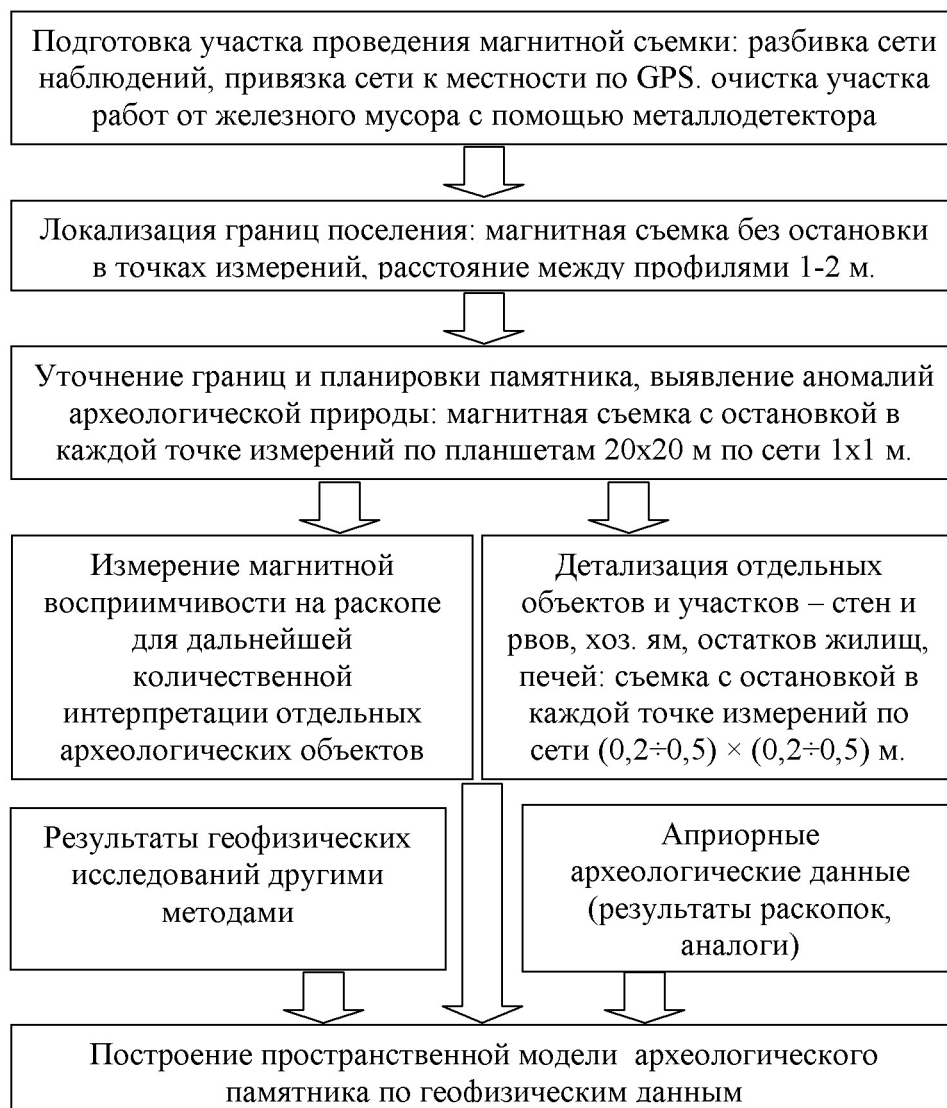 Подготовка участка проведения магнитной съемки: разбивка сети
наблюдений, привязка сети к местности по GPS. очистка участка
работ от железного мусора с помощью металлодетектора
Локализация границ поселения: магнитная съемка без остановки
в точках измерений, расстояние между профилями 1-2 м.
Уточнение границ и планировки памятника, выявление аномалий
археологической природы: магнитная съемка с остановкой в
каждой точке измерений по планшетам 20х20 м по сети 1х1 м.
Измерение магнитной
восприимчивости на раскопе
для дальнейшей
количественной
интерпретации отдельных
археологических объектов
Детализация отдельных
объектов и участков – стен и
рвов, хоз. ям, остатков жилищ,
печей: съемка с остановкой в
каждой точке измерений по
сети (0,2÷0,5) × (0,2÷0,5) м.
Результаты геофизических
исследований другими
методами
Априорные
археологические данные
(результаты раскопок,
аналоги)
Построение пространственной модели археологического
памятника по геофизическим данным